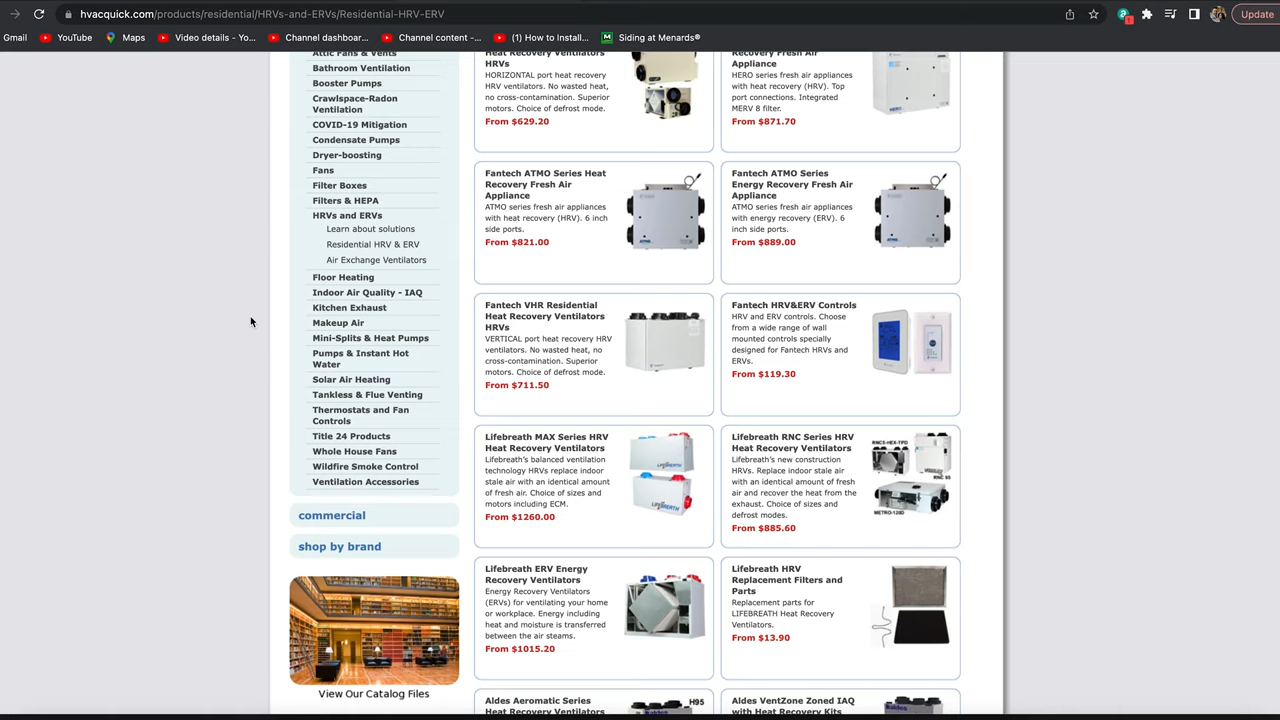 hvacquick.com/products/residential/HRVs-and-ERVs/Residential-HRV-ERV
Update
Gmail
YouTube
Maps
Video details - Yo...
Channel dashboar...
Channel content -...
(1) How to Install...
Siding at Menards®
Attic Fans & Vents
Bathroom Ventilation
Booster Pumps
Crawlspace-Radon
Ventilation
COVID-19 Mitigation
Condensate Pumps
Dryer-boosting
Fans
Filter Boxes
Filters & HEPA
HRVs and ERVs
Learn about solutions
Residential HRV & ERV
Air Exchange Ventilators
Floor Heating
Indoor Air Quality - IAQ
Kitchen Exhaust
Makeup Air
Mini-Splits & Heat Pumps
Pumps & Instant Hot
Water
Solar Air Heating
Tankless & Flue Venting
Thermostats and Fan
Controls
Title 24 Products
Whole House Fans
Wildfire Smoke Control
Ventilation Accessories
commercial
shop by brand
View Our Catalog Files
Heat Recovery Ventilators
HRVs
HORIZONTAL port heat recovery
HRV ventilators. No wasted heat,
no cross-contamination. Superior
motors. Choice of defrost mode.
From $629.20
Recovery Fresh Air
Appliance
HERO series fresh air appliances
with heat recovery (HRV). Top
port connections. Integrated
MERV 8 filter.
From $871.70
Fantech ATMO Series Heat
Recovery Fresh Air
Appliance
ATMO series fresh air appliances
with heat recovery (HRV). 6 inch
side ports.
From $821.00
ATMO
Fantech ATMO Series
Energy Recovery Fresh Air
Appliance
ATMO series fresh air appliances
with energy recovery (ERV). 6
inch side ports.
From $889.00
ATMO
Fantech VHR Residential
Heat Recovery Ventilators
HRVs
VERTICAL port heat recovery HRV
ventilators. No wasted heat, no
cross-contamination. Superior
motors. Choice of defrost mode.
From $711.50
Fantech HRV&ERV Controls
HRV and ERV controls. Choose
from a wide range of wall
mounted controls specially
designed for Fantech HRVs and
ERVs.
From $119.30
Lifebreath MAX Series HRV
Heat Recovery Ventilators
Lifebreath's balanced ventilation
technology HRVs replace indoor
stale air with an identical amount
of fresh air. Choice of sizes and
motors including ECM.
From $1260.00
Lifebreath RNC Series HRV
Heat Recovery Ventilators
Lifebreath's new construction
HRVs. Replace indoor stale air
with an identical amount of fresh
air and recover the heat from the
exhaust. Choice of sizes and
defrost modes.
From $885.60
RNC5-HEX-TPD
RNC 95
METRO-120D
Lifebreath ERV Energy
Recovery Ventilators
Energy Recovery Ventilators
(ERVs) for ventilating your home
or workplace. Energy including
heat and moisture is transferred
between the air steams.
From $1015.20
Lifebreath HRV
Replacement Filters and
Parts
Replacement parts for
LIFEBREATH Heat Recovery
Ventilators.
From $13.90
Aldes Aeromatic Series
Heat Recovery Ventilators
H95
Aldes VentZone Zoned IAQ
with Heat Recovery Kits